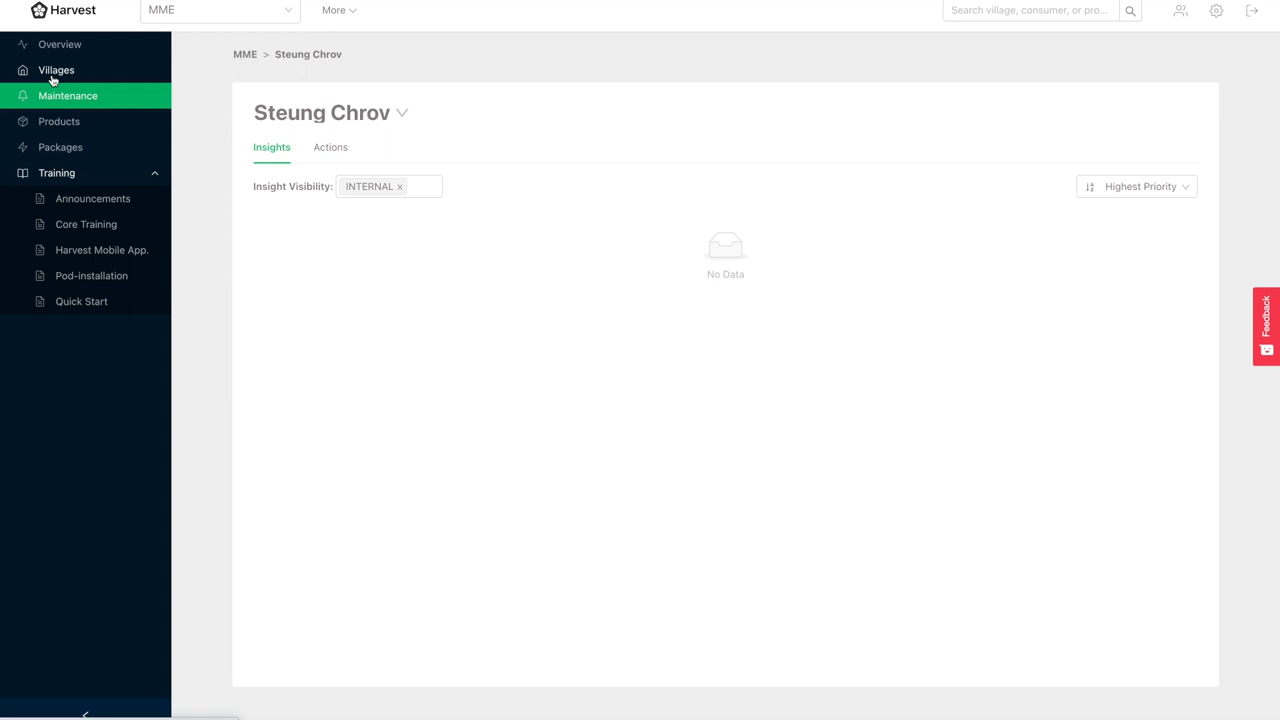 Harvest
MME
More
Search village, consumer, or pro...
Overview
Villages
Maintenance
Products
Packages
Training
Announcements
Core Training
Harvest Mobile App.
Pod-installation
Quick Start
MME > Steung Chrov
Steung Chrov
Insights Actions
Insight Visibility: INTERNAL ×
Highest Priority
No Data
Feedback